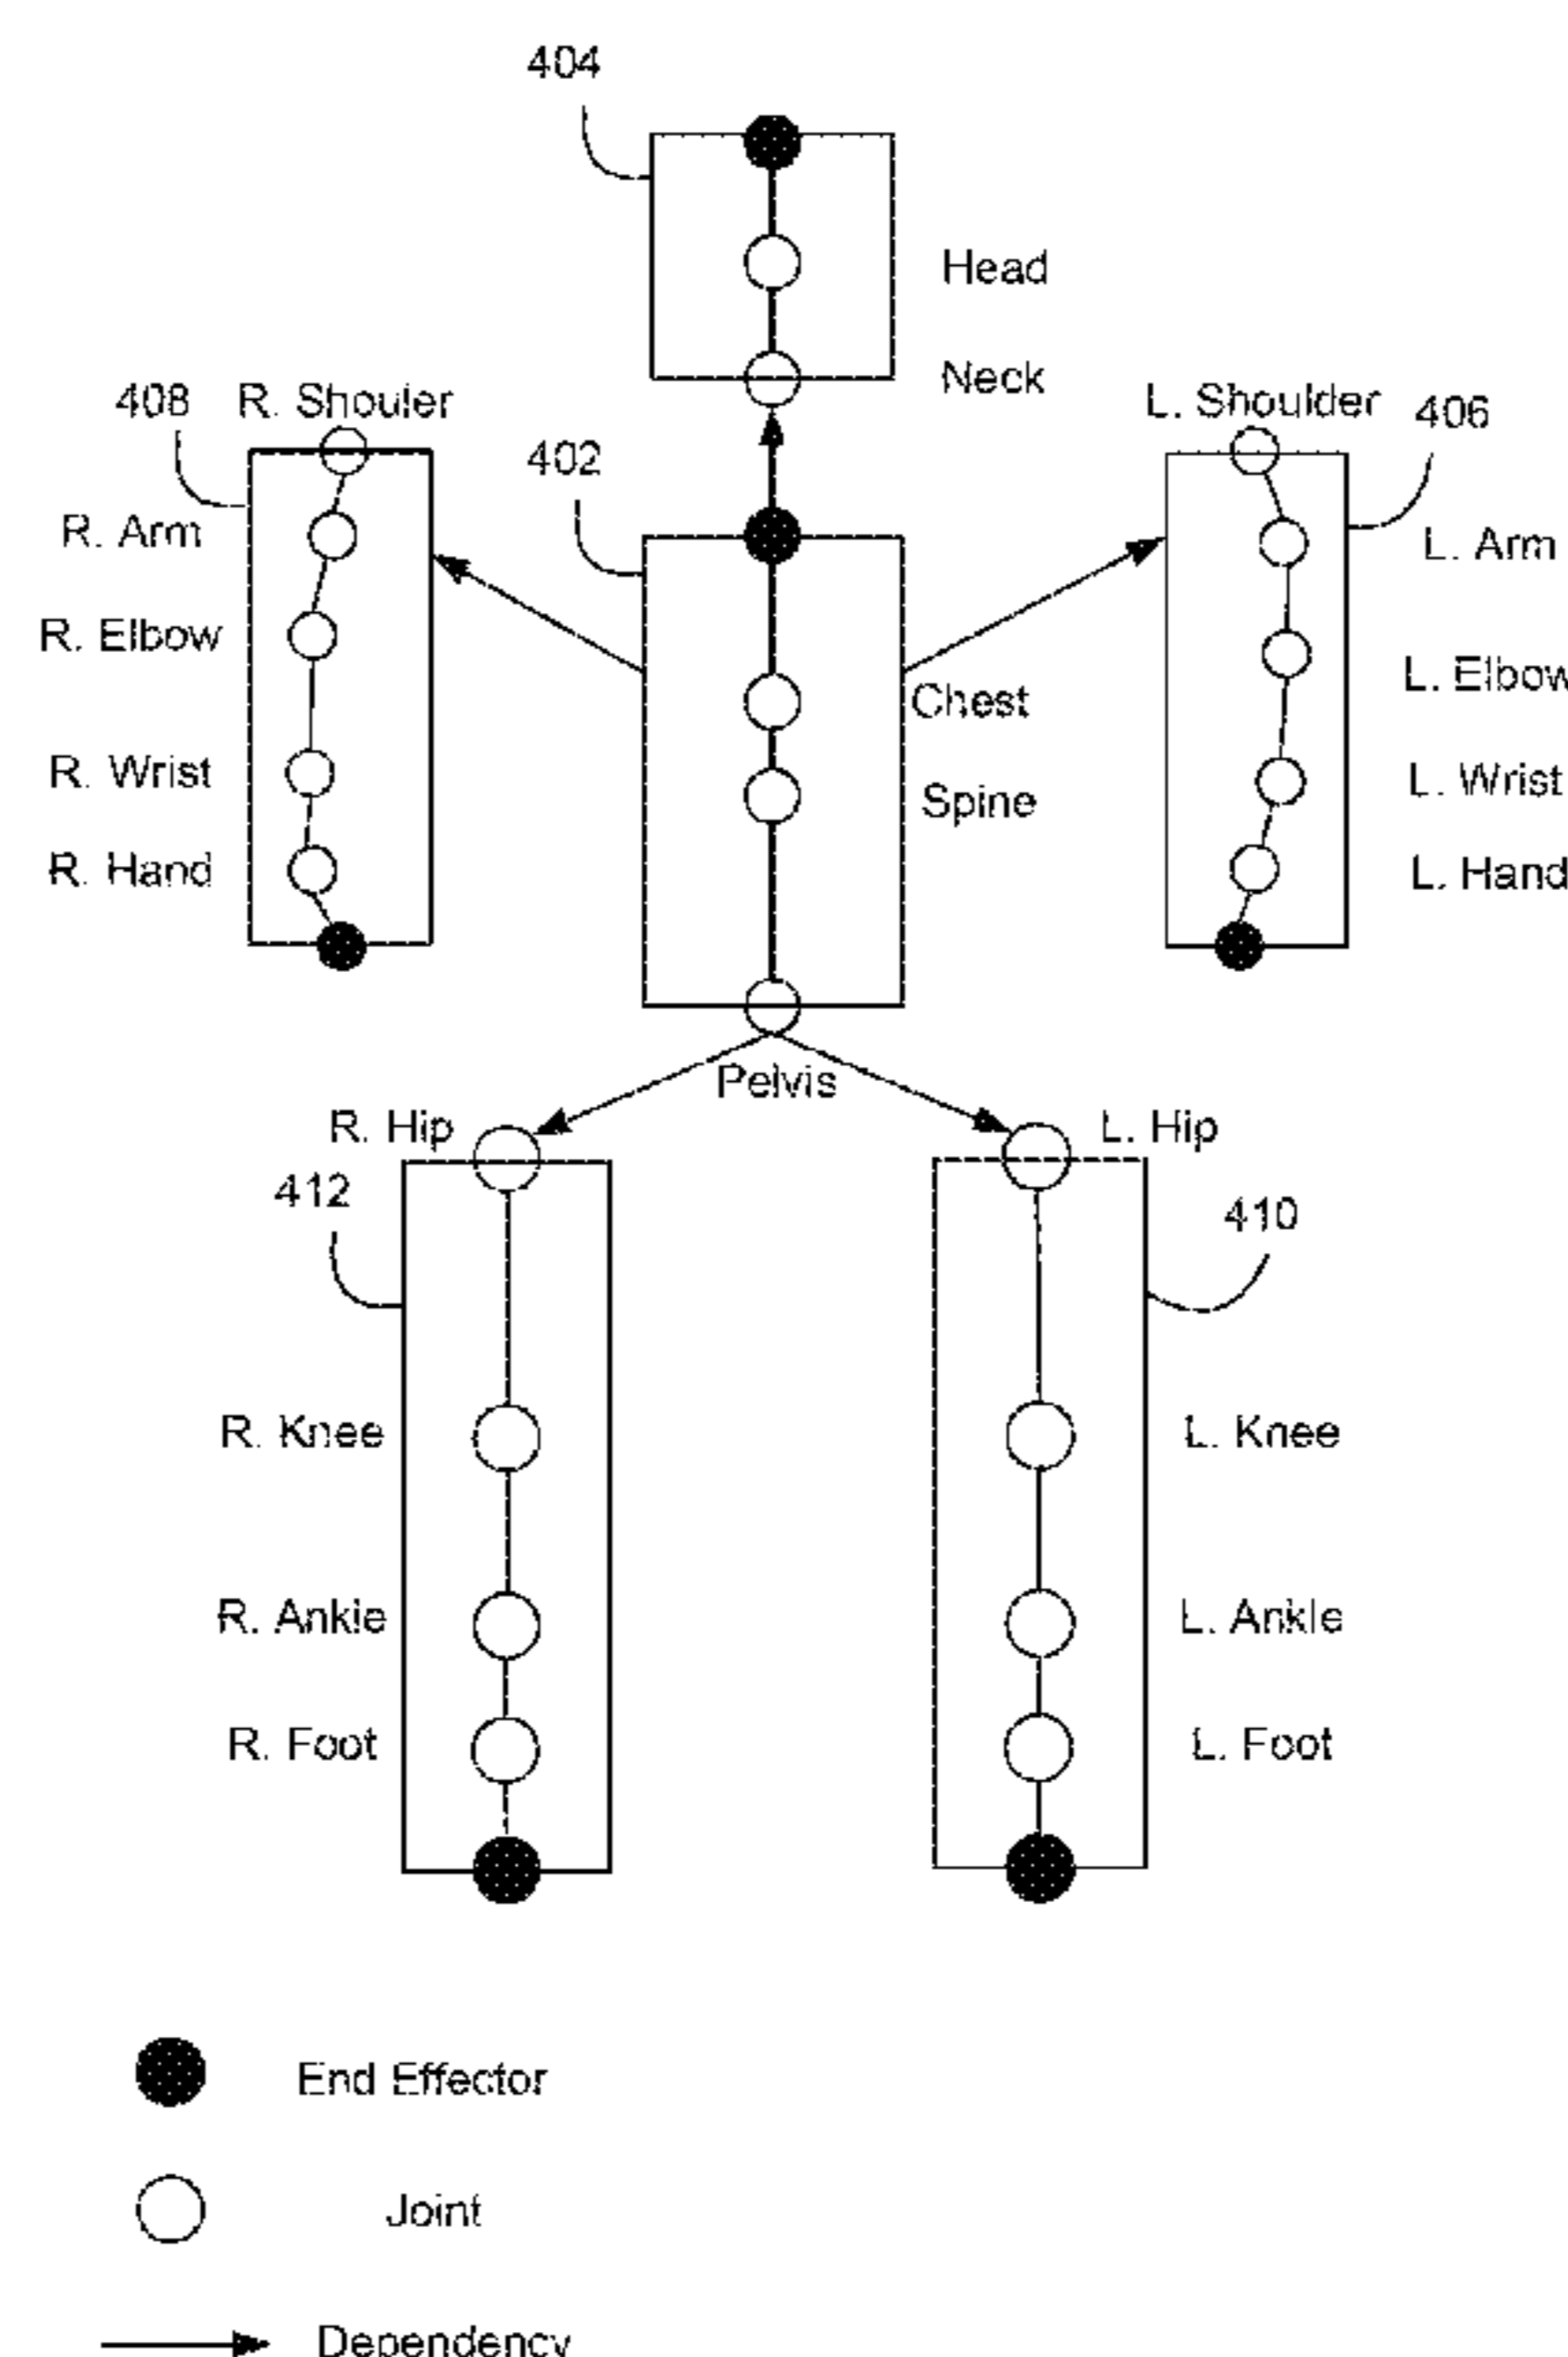 404
Head
Neck
408
R. Shouler
L. Shoulder
406
402
R. Arm
L. Arm
R. Elbow
L. Elbow
Chest
R. Wrist
Spine
L. Wrist
R. Hand
L. Hand
Pelvis
R. Hip
L. Hip
412
410
R. Knee
L. Knee
R. Ankle
L. Ankle
R. Foot
L. Foot
End Effector
Joint
Dependency